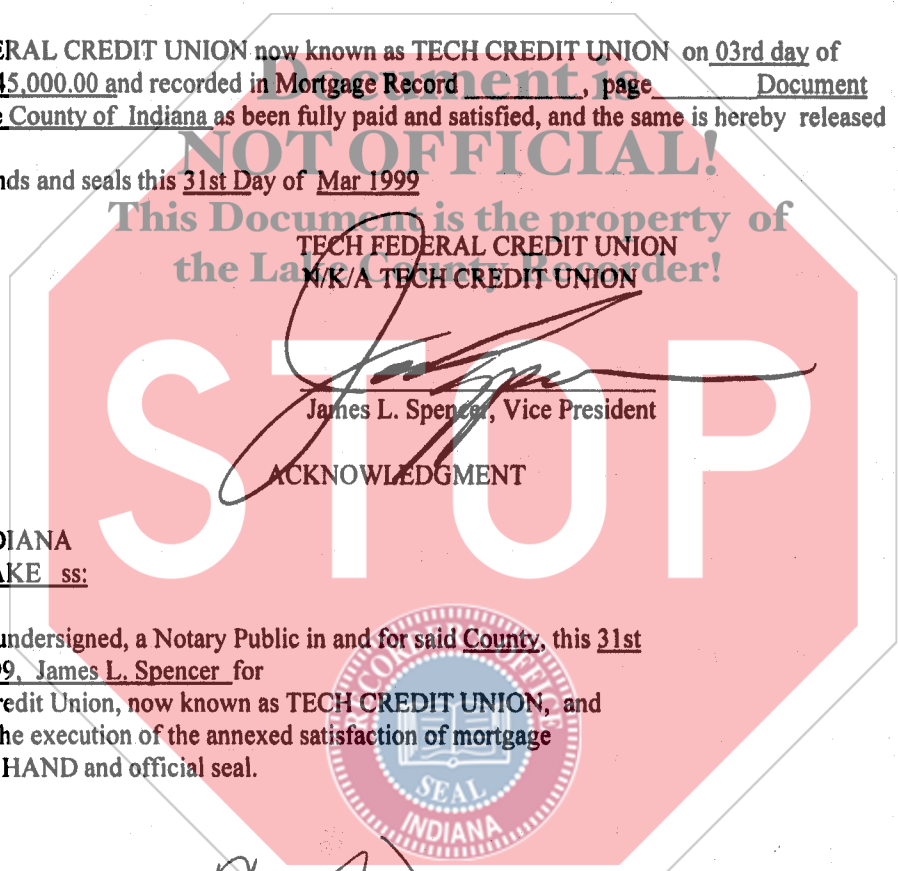 ERAL CREDIT UNION now known as TECH CREDIT UNION on 03rd day of
45,000.00 and recorded in Mortgage Record ________, page________ Document
County of Indiana as been fully paid and satisfied, and the same is hereby released
nds and seals this 31st Day of Mar 1999
Document is
NOT OFFICIAL!
This Document is the property of
the Lake County Recorder!
TECH FEDERAL CREDIT UNION
N/K/A TECH CREDIT UNION
James L. Spencer, Vice President
ACKNOWLEDGMENT
STOP
DIANA
AKE ss:
undersigned, a Notary Public in and for said County, this 31st
99, James L. Spencer for
redit Union, now known as TECH CREDIT UNION, and
he execution of the annexed satisfaction of mortgage
HAND and official seal.
RECORDER'S OFFICE
SEAL
INDIANA